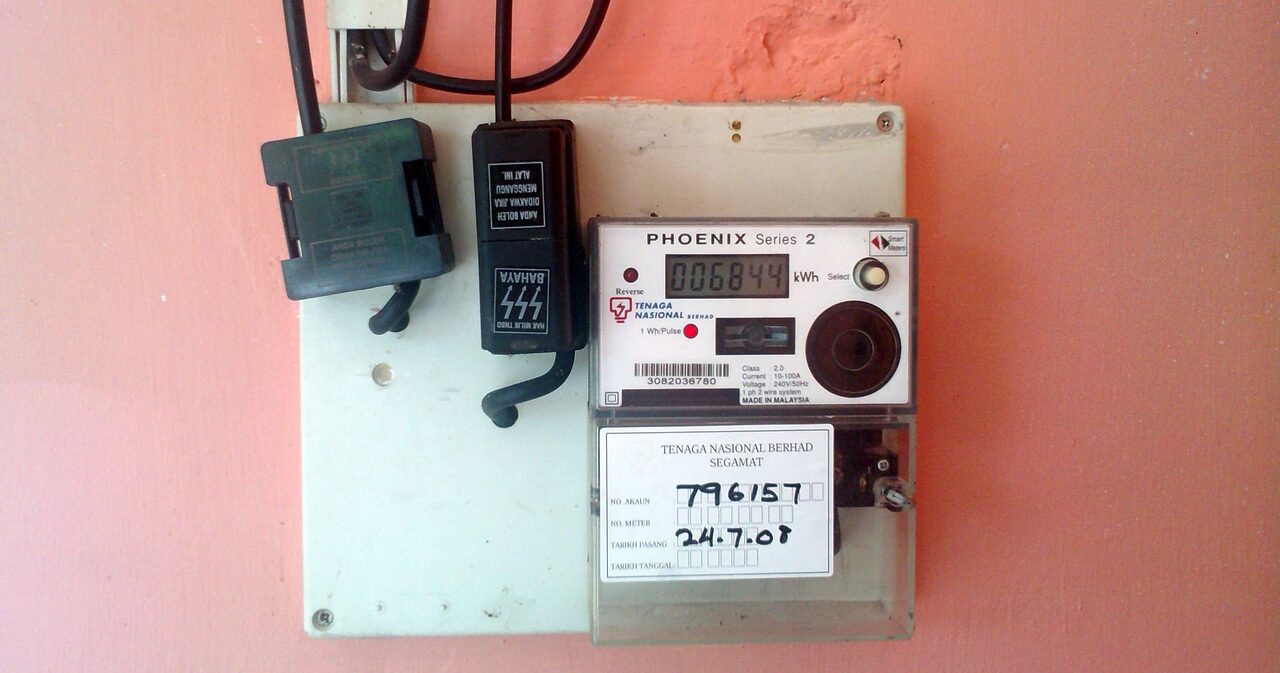 ANDA BOLEH
DIDAKWA JIKA
MENGGANGU
ALAT INI.
HAK MILIK TNBD
BAHAYA
PHOENIX Series 2
Smart
Meters
006844 kWh
Select
Reverse
TENAGA
NASIONAL BERHAD
1 Wh/Pulse
3082036780
Class : 2.0
Current : 10-100A
Voltage : 240V/50Hz
1 ph 2 wire system
MADE IN MALAYSIA
TENAGA NASIONAL BERHAD
SEGAMAT
NO. AKAUN : 796157
NO. METER
TARIKH PASANG : 24.7.08
TARIKH TANGGAL